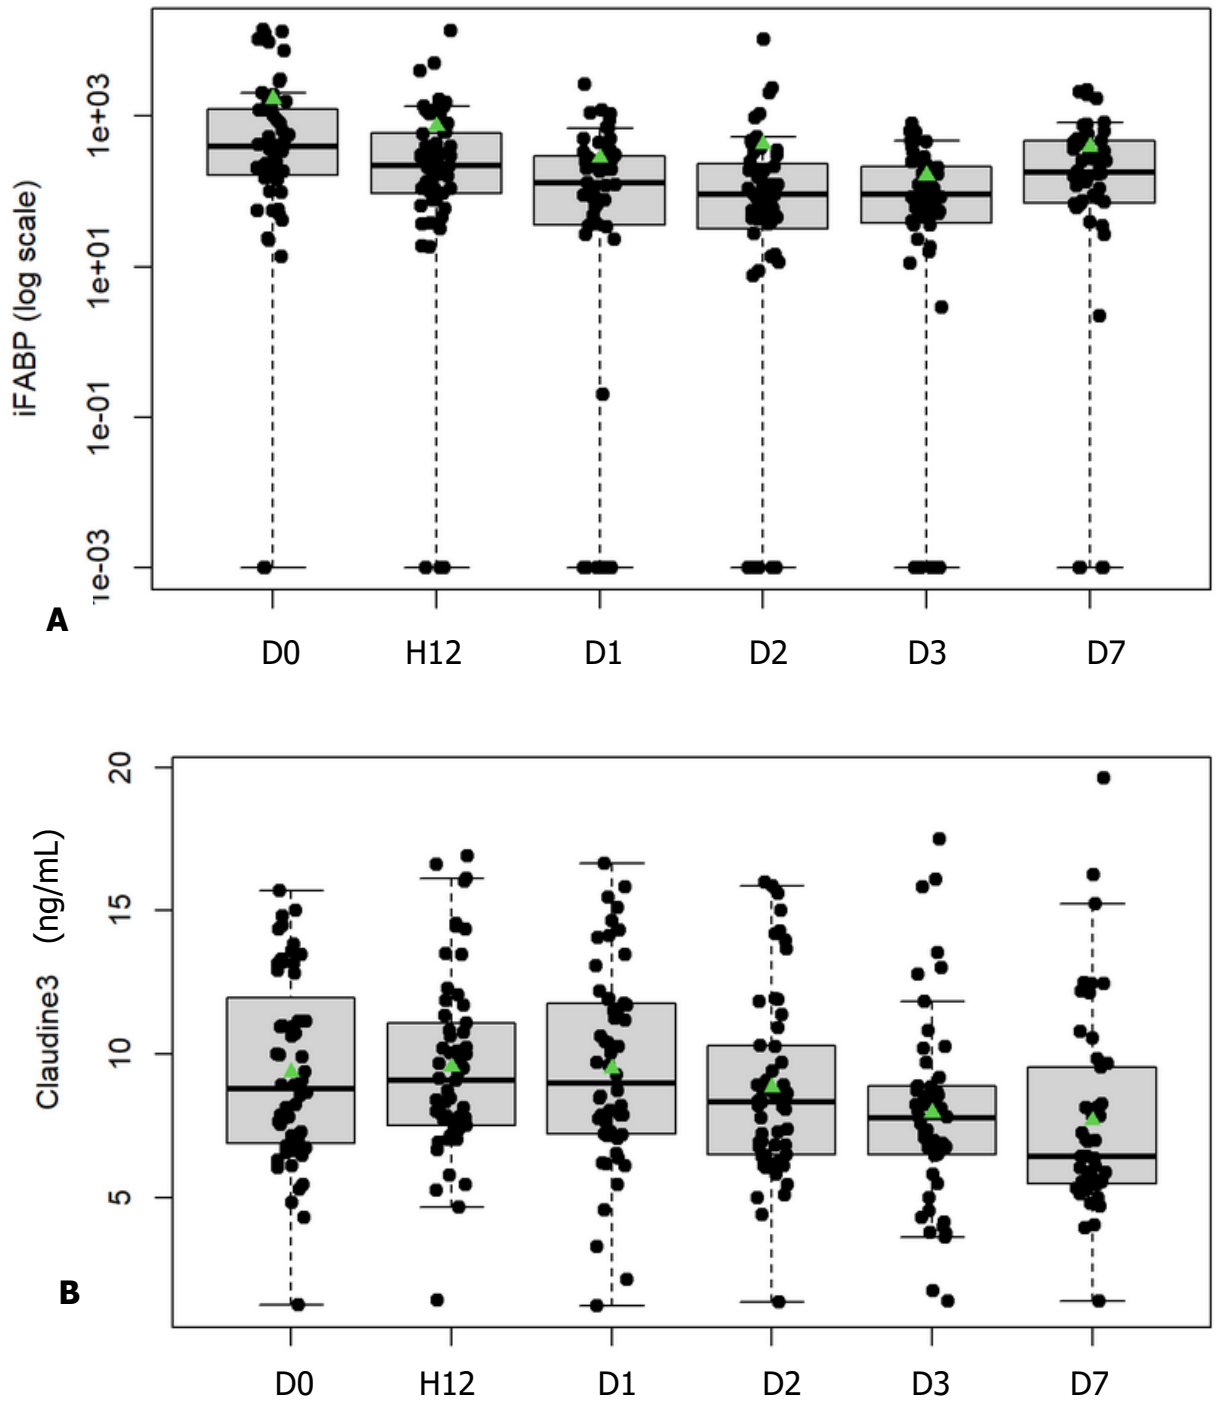 iFABP (log scale)
1e+03
1e+01
1e-01
1e-03
A
D0 H12 D1 D2 D3 D7
Claudine3 (ng/mL)
20
15
10
5
B
D0 H12 D1 D2 D3 D7